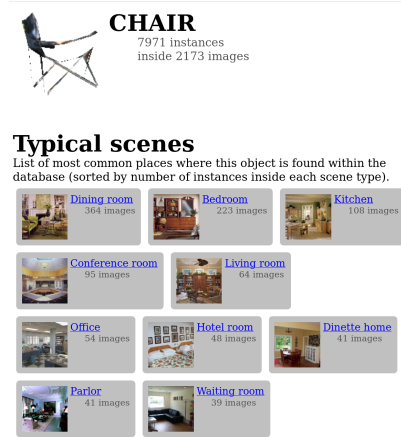 CHAIR
7971 instances
inside 2173 images
Typical scenes
List of most common places where this object is found within the
database (sorted by number of instances inside each scene type).
Dining room
364 images
Bedroom
223 images
Kitchen
108 images
Conference room
95 images
Living room
64 images
Office
54 images
Hotel room
48 images
Dinette home
41 images
Parlor
41 images
Waiting room
39 images